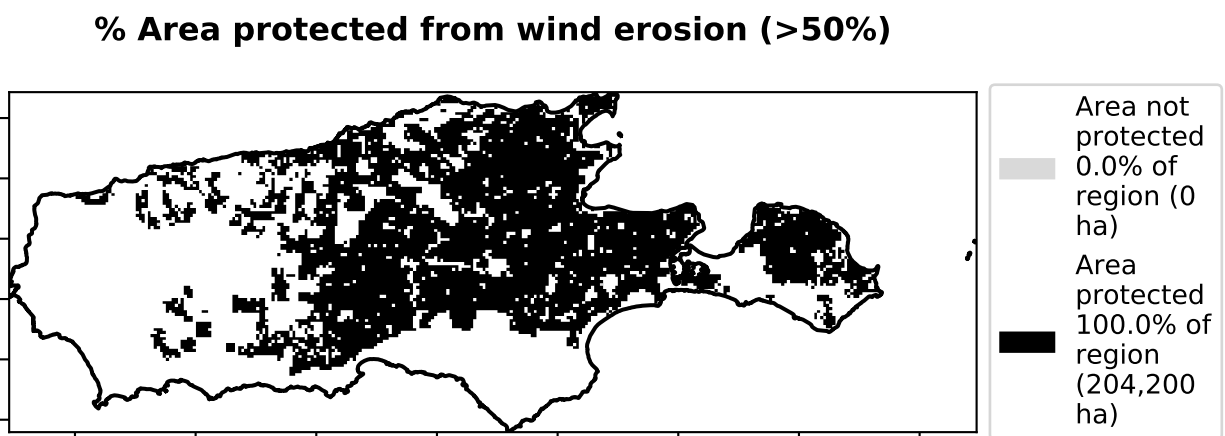 % Area protected from wind erosion (>50%)
Area not
protected
0.0% of
region (0
ha)
Area
protected
100.0% of
region
(204,200
ha)